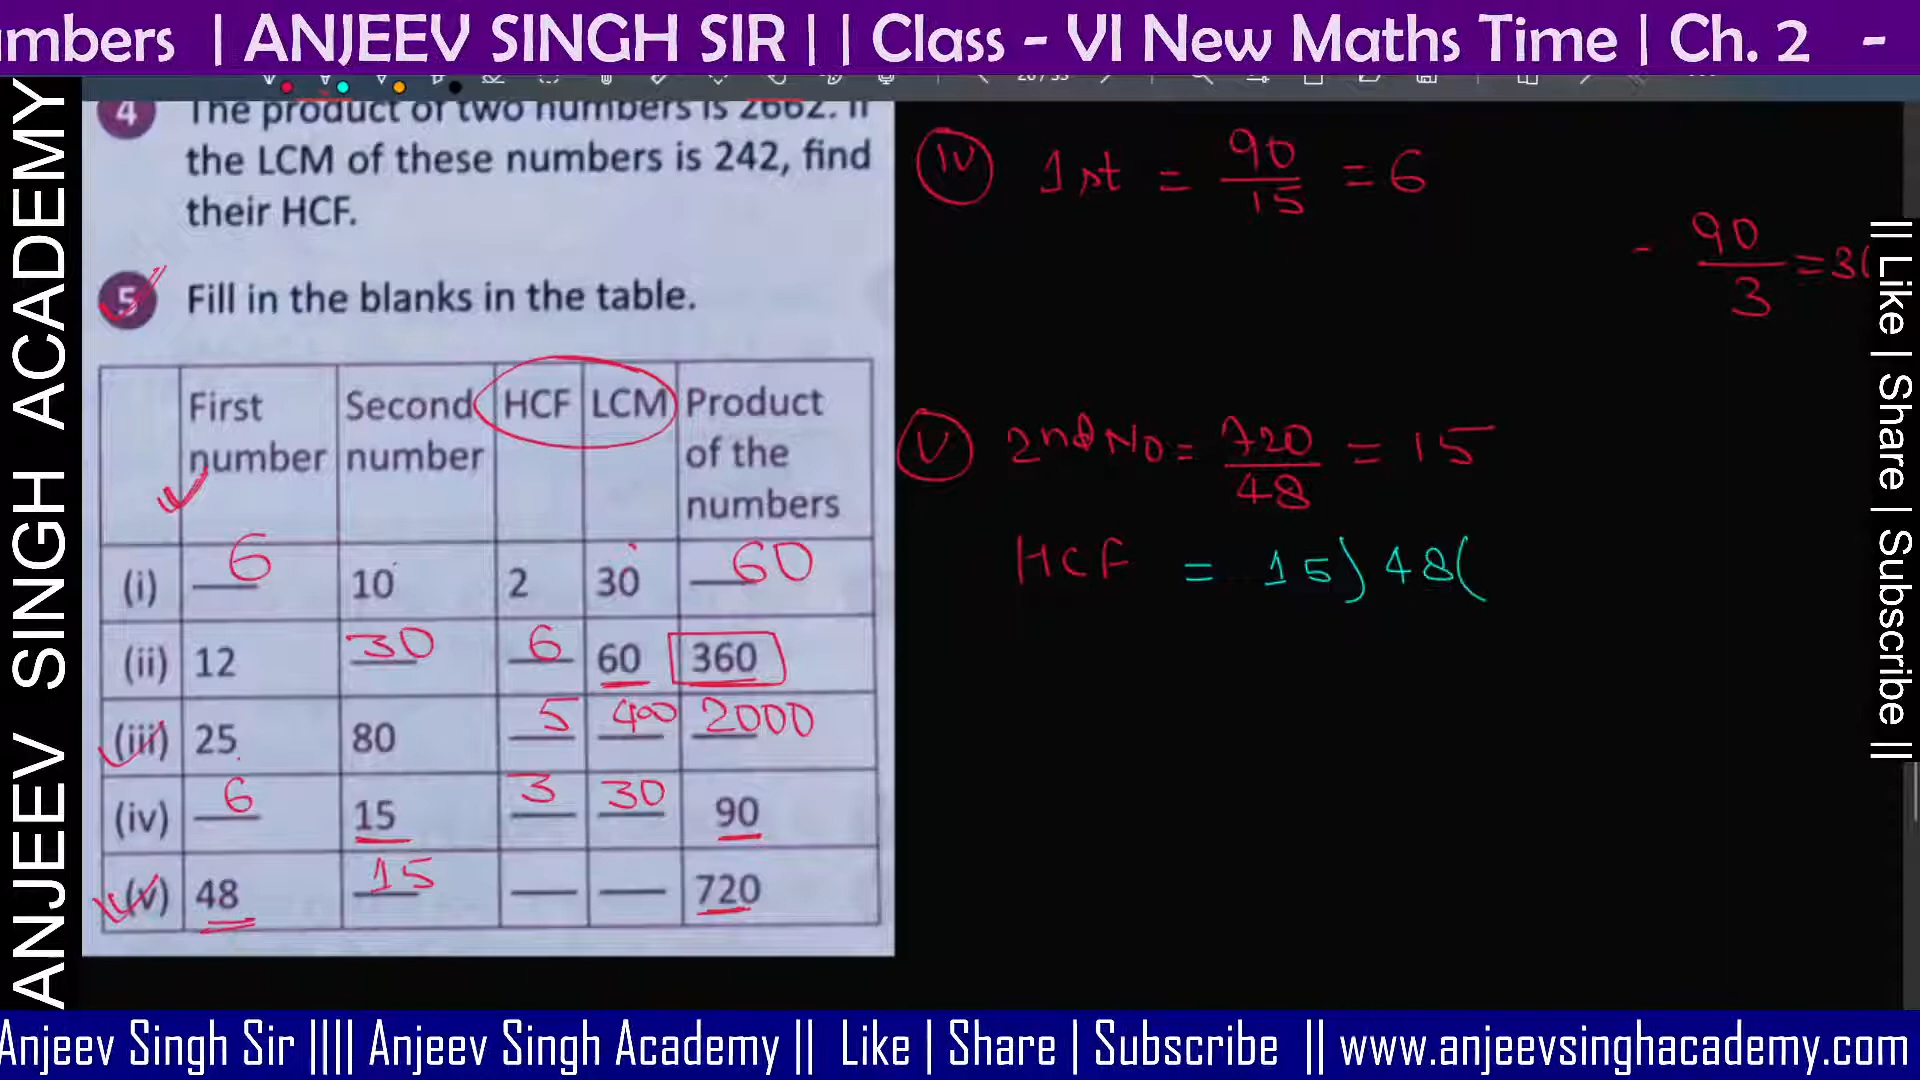 umbers | ANJEEV SINGH SIR | | Class - VI New Maths Time | Ch. 2 -
ANJEEV SINGH ACADEMY
4 The product of two numbers is 2662. If
the LCM of these numbers is 242, find
their HCF.
5 Fill in the blanks in the table.
First number Second number HCF LCM Product of the numbers
(i) 6 10 2 30 60
(ii) 12 30 6 60 360
(iii) 25 80 5 400 2000
(iv) 6 15 3 30 90
(v) 48 15 720
iv 1st = 90/15 = 6
- 90/3 = 3(
v 2nd No = 720/48 = 15
HCF = 15)48(
|| Like | Share | Subscribe ||
Anjeev Singh Sir |||| Anjeev Singh Academy || Like | Share | Subscribe || www.anjeevsinghacademy.com